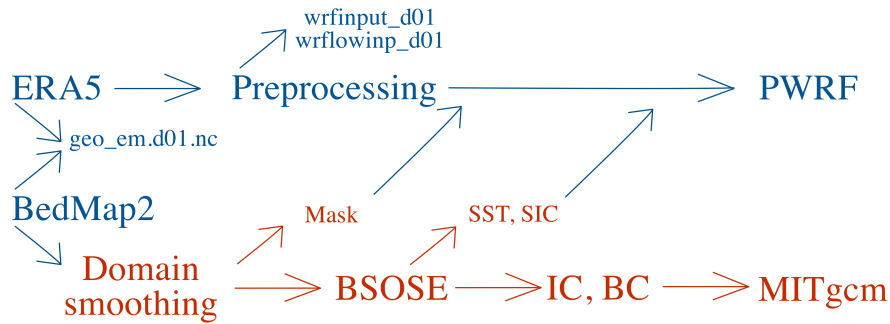 wrfinput_d01
wrflowinp_d01
ERA5
Preprocessing
PWRF
geo_em.d01.nc
BedMap2
Mask
SST, SIC
Domain
smoothing
BSOSE
IC, BC
MITgcm